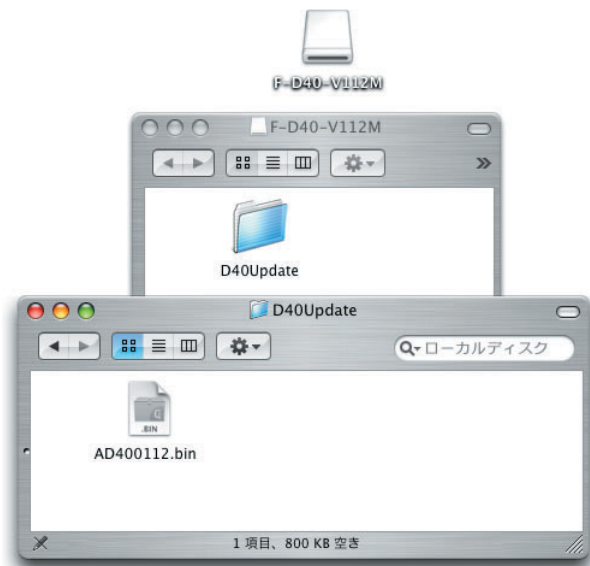 F-D40-V112M
F-D40-V112M
D40Update
D40Update
ローカルディスク
.BIN
AD400112.bin
1 項目、800 KB 空き